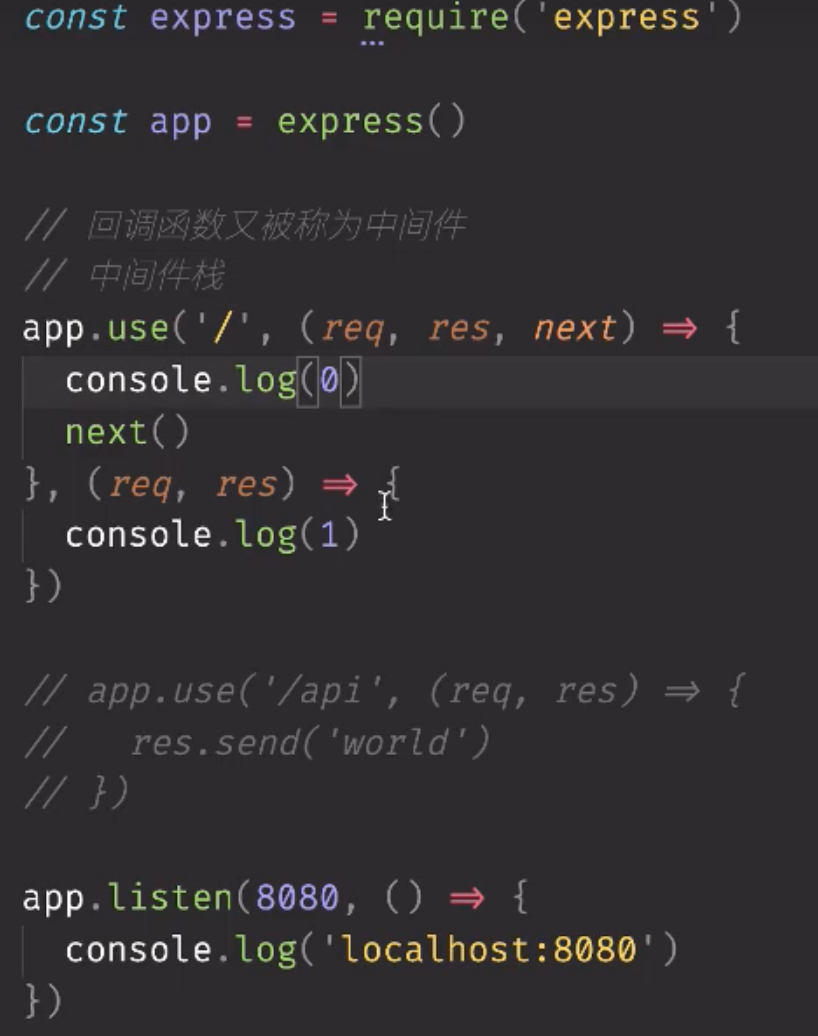 const express = require('express')
const app = express()
// 回调函数又被称为中间件
// 中间件栈
app.use('/', (req, res, next) => {
  console.log(0)
  next()
}, (req, res) => {
  console.log(1)
})
// app.use('/api', (req, res) => {
//   res.send('world')
// })
app.listen(8080, () => {
  console.log('localhost:8080')
})